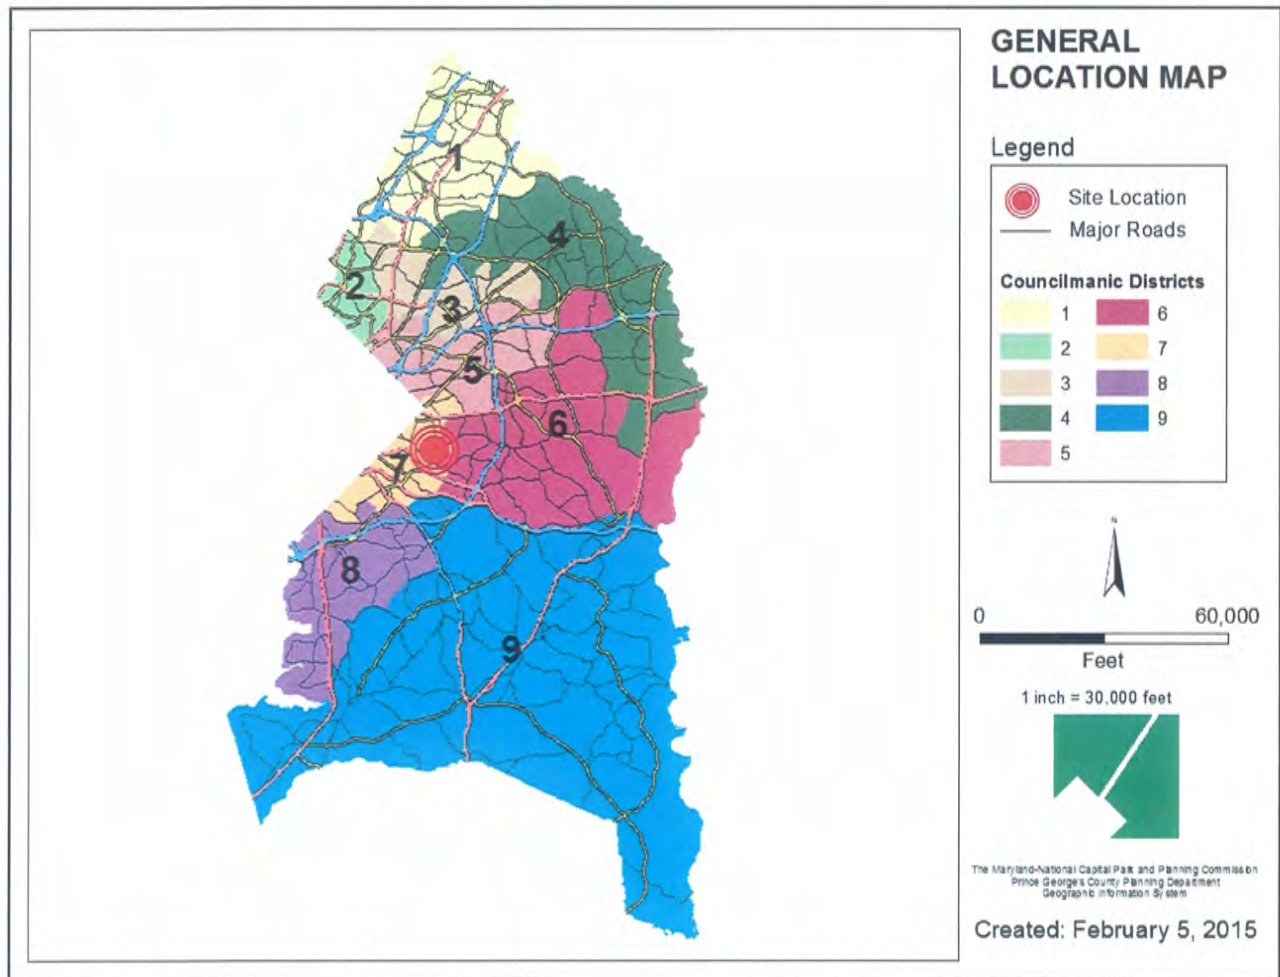 GENERAL
LOCATION MAP
Legend
Site Location
Major Roads
Councilmanic Districts
1 6
2 7
3 8
4 9
5
N
0 60,000
Feet
1 inch = 30,000 feet
The Maryland-National Capital Park and Planning Commission
Prince George's County Planning Department
Geographic Information System
Created: February 5, 2015
1
4
2
3
5
6
7
8
9